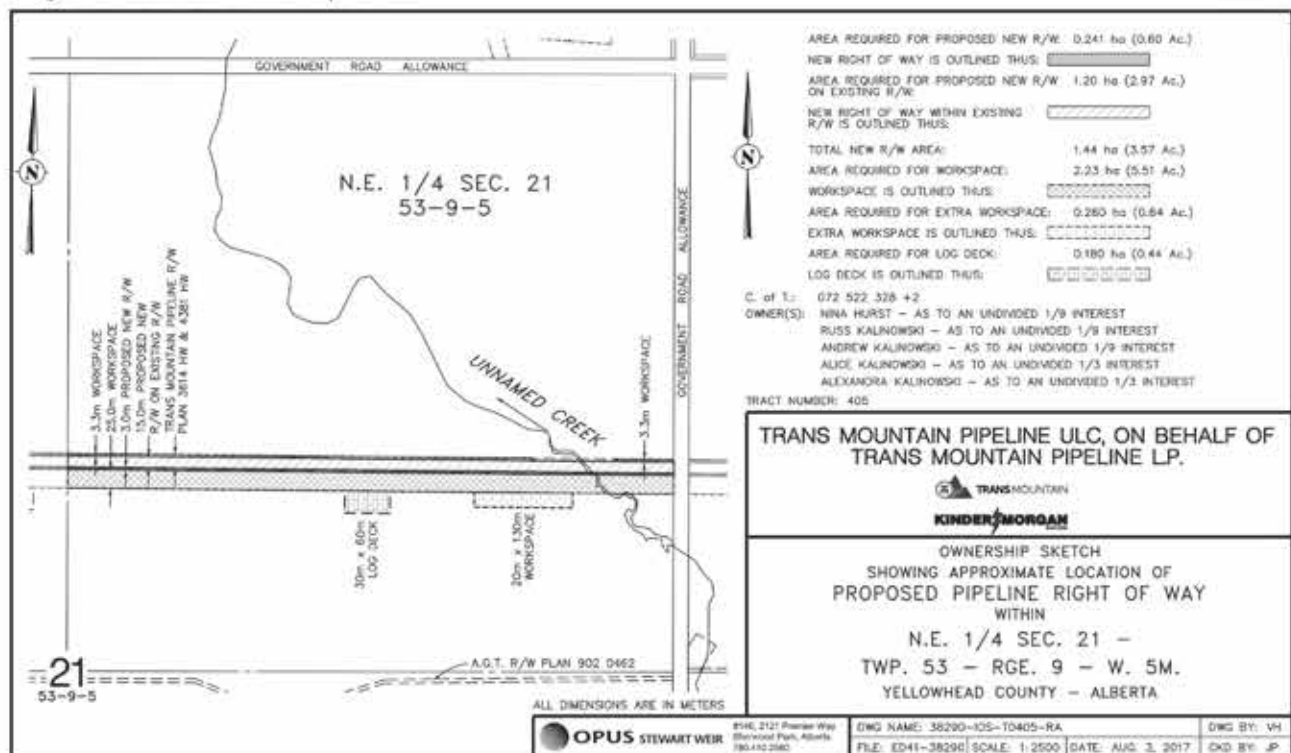 GOVERNMENT ROAD ALLOWANCE
N
N.E. 1/4 SEC. 21
53-9-5
GOVERNMENT ROAD ALLOWANCE
3.3m WORKSPACE
25.0m WORKSPACE
3.0m PROPOSED NEW R/W
15.0m PROPOSED NEW
R/W ON EXISTING R/W
TRANS MOUNTAIN PIPELINE R/W
PLAN 3614 HW & 4381 HW
UNNAMED CREEK
3.3m WORKSPACE
30m x 60m
LOG DECK
20m x 130m
WORKSPACE
21
53-9-5
A.G.T. R/W PLAN 902 0462
ALL DIMENSIONS ARE IN METERS
N
AREA REQUIRED FOR PROPOSED NEW R/W: 0.241 ha (0.60 Ac.)
NEW RIGHT OF WAY IS OUTLINED THUS:
AREA REQUIRED FOR PROPOSED NEW R/W 1.20 ha (2.97 Ac.)
ON EXISTING R/W:
NEW RIGHT OF WAY WITHIN EXISTING
R/W IS OUTLINED THUS:
TOTAL NEW R/W AREA: 1.44 ha (3.57 Ac.)
AREA REQUIRED FOR WORKSPACE: 2.23 ha (5.51 Ac.)
WORKSPACE IS OUTLINED THUS:
AREA REQUIRED FOR EXTRA WORKSPACE: 0.260 ha (0.64 Ac.)
EXTRA WORKSPACE IS OUTLINED THUS:
AREA REQUIRED FOR LOG DECK: 0.180 ha (0.44 Ac.)
LOG DECK IS OUTLINED THUS:
C. of T.: 072 522 328 +2
OWNER(S): NINA HURST - AS TO AN UNDIVIDED 1/9 INTEREST
RUSS KALINOWSKI - AS TO AN UNDIVIDED 1/9 INTEREST
ANDREW KALINOWSKI - AS TO AN UNDIVIDED 1/9 INTEREST
ALICE KALINOWSKI - AS TO AN UNDIVIDED 1/3 INTEREST
ALEXANDRA KALINOWSKI - AS TO AN UNDIVIDED 1/3 INTEREST
TRACT NUMBER: 405
TRANS MOUNTAIN PIPELINE ULC, ON BEHALF OF
TRANS MOUNTAIN PIPELINE L.P.
TRANSMOUNTAIN
KINDER MORGAN
OWNERSHIP SKETCH
SHOWING APPROXIMATE LOCATION OF
PROPOSED PIPELINE RIGHT OF WAY
WITHIN
N.E. 1/4 SEC. 21 -
TWP. 53 - RGE. 9 - W. 5M.
YELLOWHEAD COUNTY - ALBERTA
OPUS STEWART WEIR
#140, 2121 Premier Way
Sherwood Park, Alberta
780.410.2580
DWG NAME: 38290-IOS-T0405-RA
DWG BY: VH
FILE: ED41-38290 SCALE: 1:2500 DATE: AUG. 3, 2017 CKD BY: JP